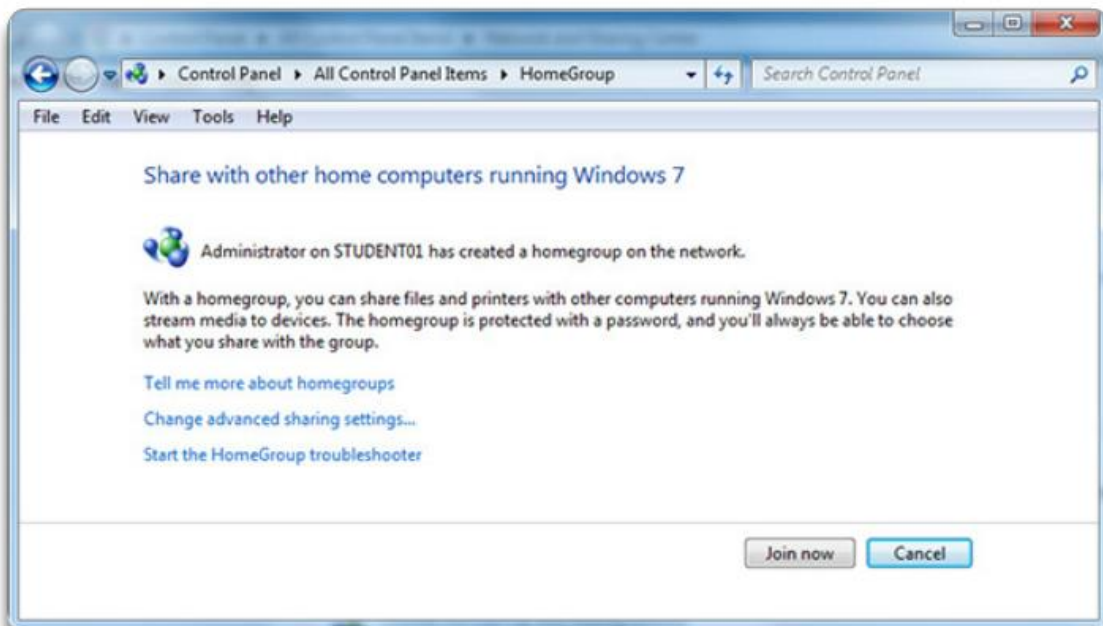 Control Panel ▸ All Control Panel Items ▸ HomeGroup
Search Control Panel
File Edit View Tools Help
Share with other home computers running Windows 7
Administrator on STUDENT01 has created a homegroup on the network.
With a homegroup, you can share files and printers with other computers running Windows 7. You can also
stream media to devices. The homegroup is protected with a password, and you'll always be able to choose
what you share with the group.
Tell me more about homegroups
Change advanced sharing settings...
Start the HomeGroup troubleshooter
Join now
Cancel